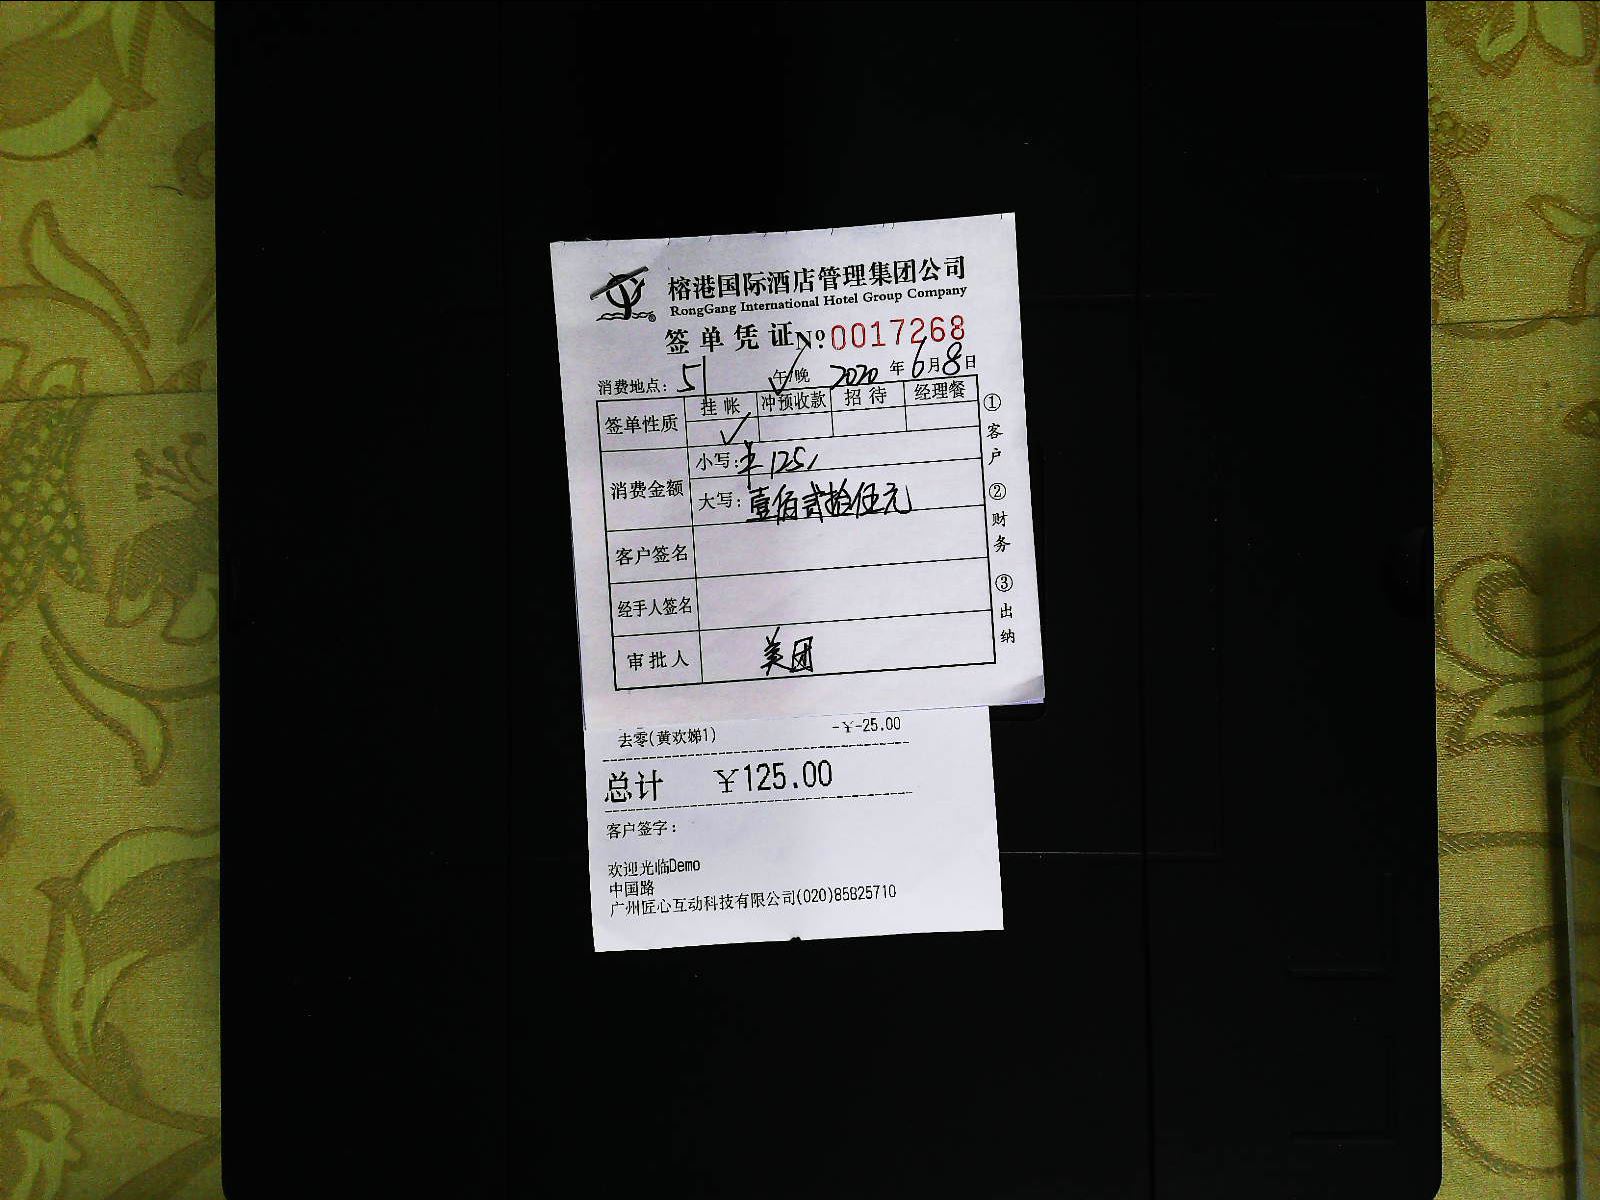 榕港国际酒店管理集团公司
RongGang International Hotel Group Company
签单凭证 No 0017268
消费地点: 51 午/晚 2020 年 6 月 8 日
签单性质 挂帐 冲预收款 招待 经理餐
✓
消费金额 小写: ¥125/
大写: 壹佰贰拾伍元
客户签名
经手人签名
审批人 美团
①客户 ②财务 ③出纳
去零(黄欢娣1) -¥-25.00
总计 ¥125.00
客户签字:
欢迎光临Demo
中国路
广州匠心互动科技有限公司(020)85825710